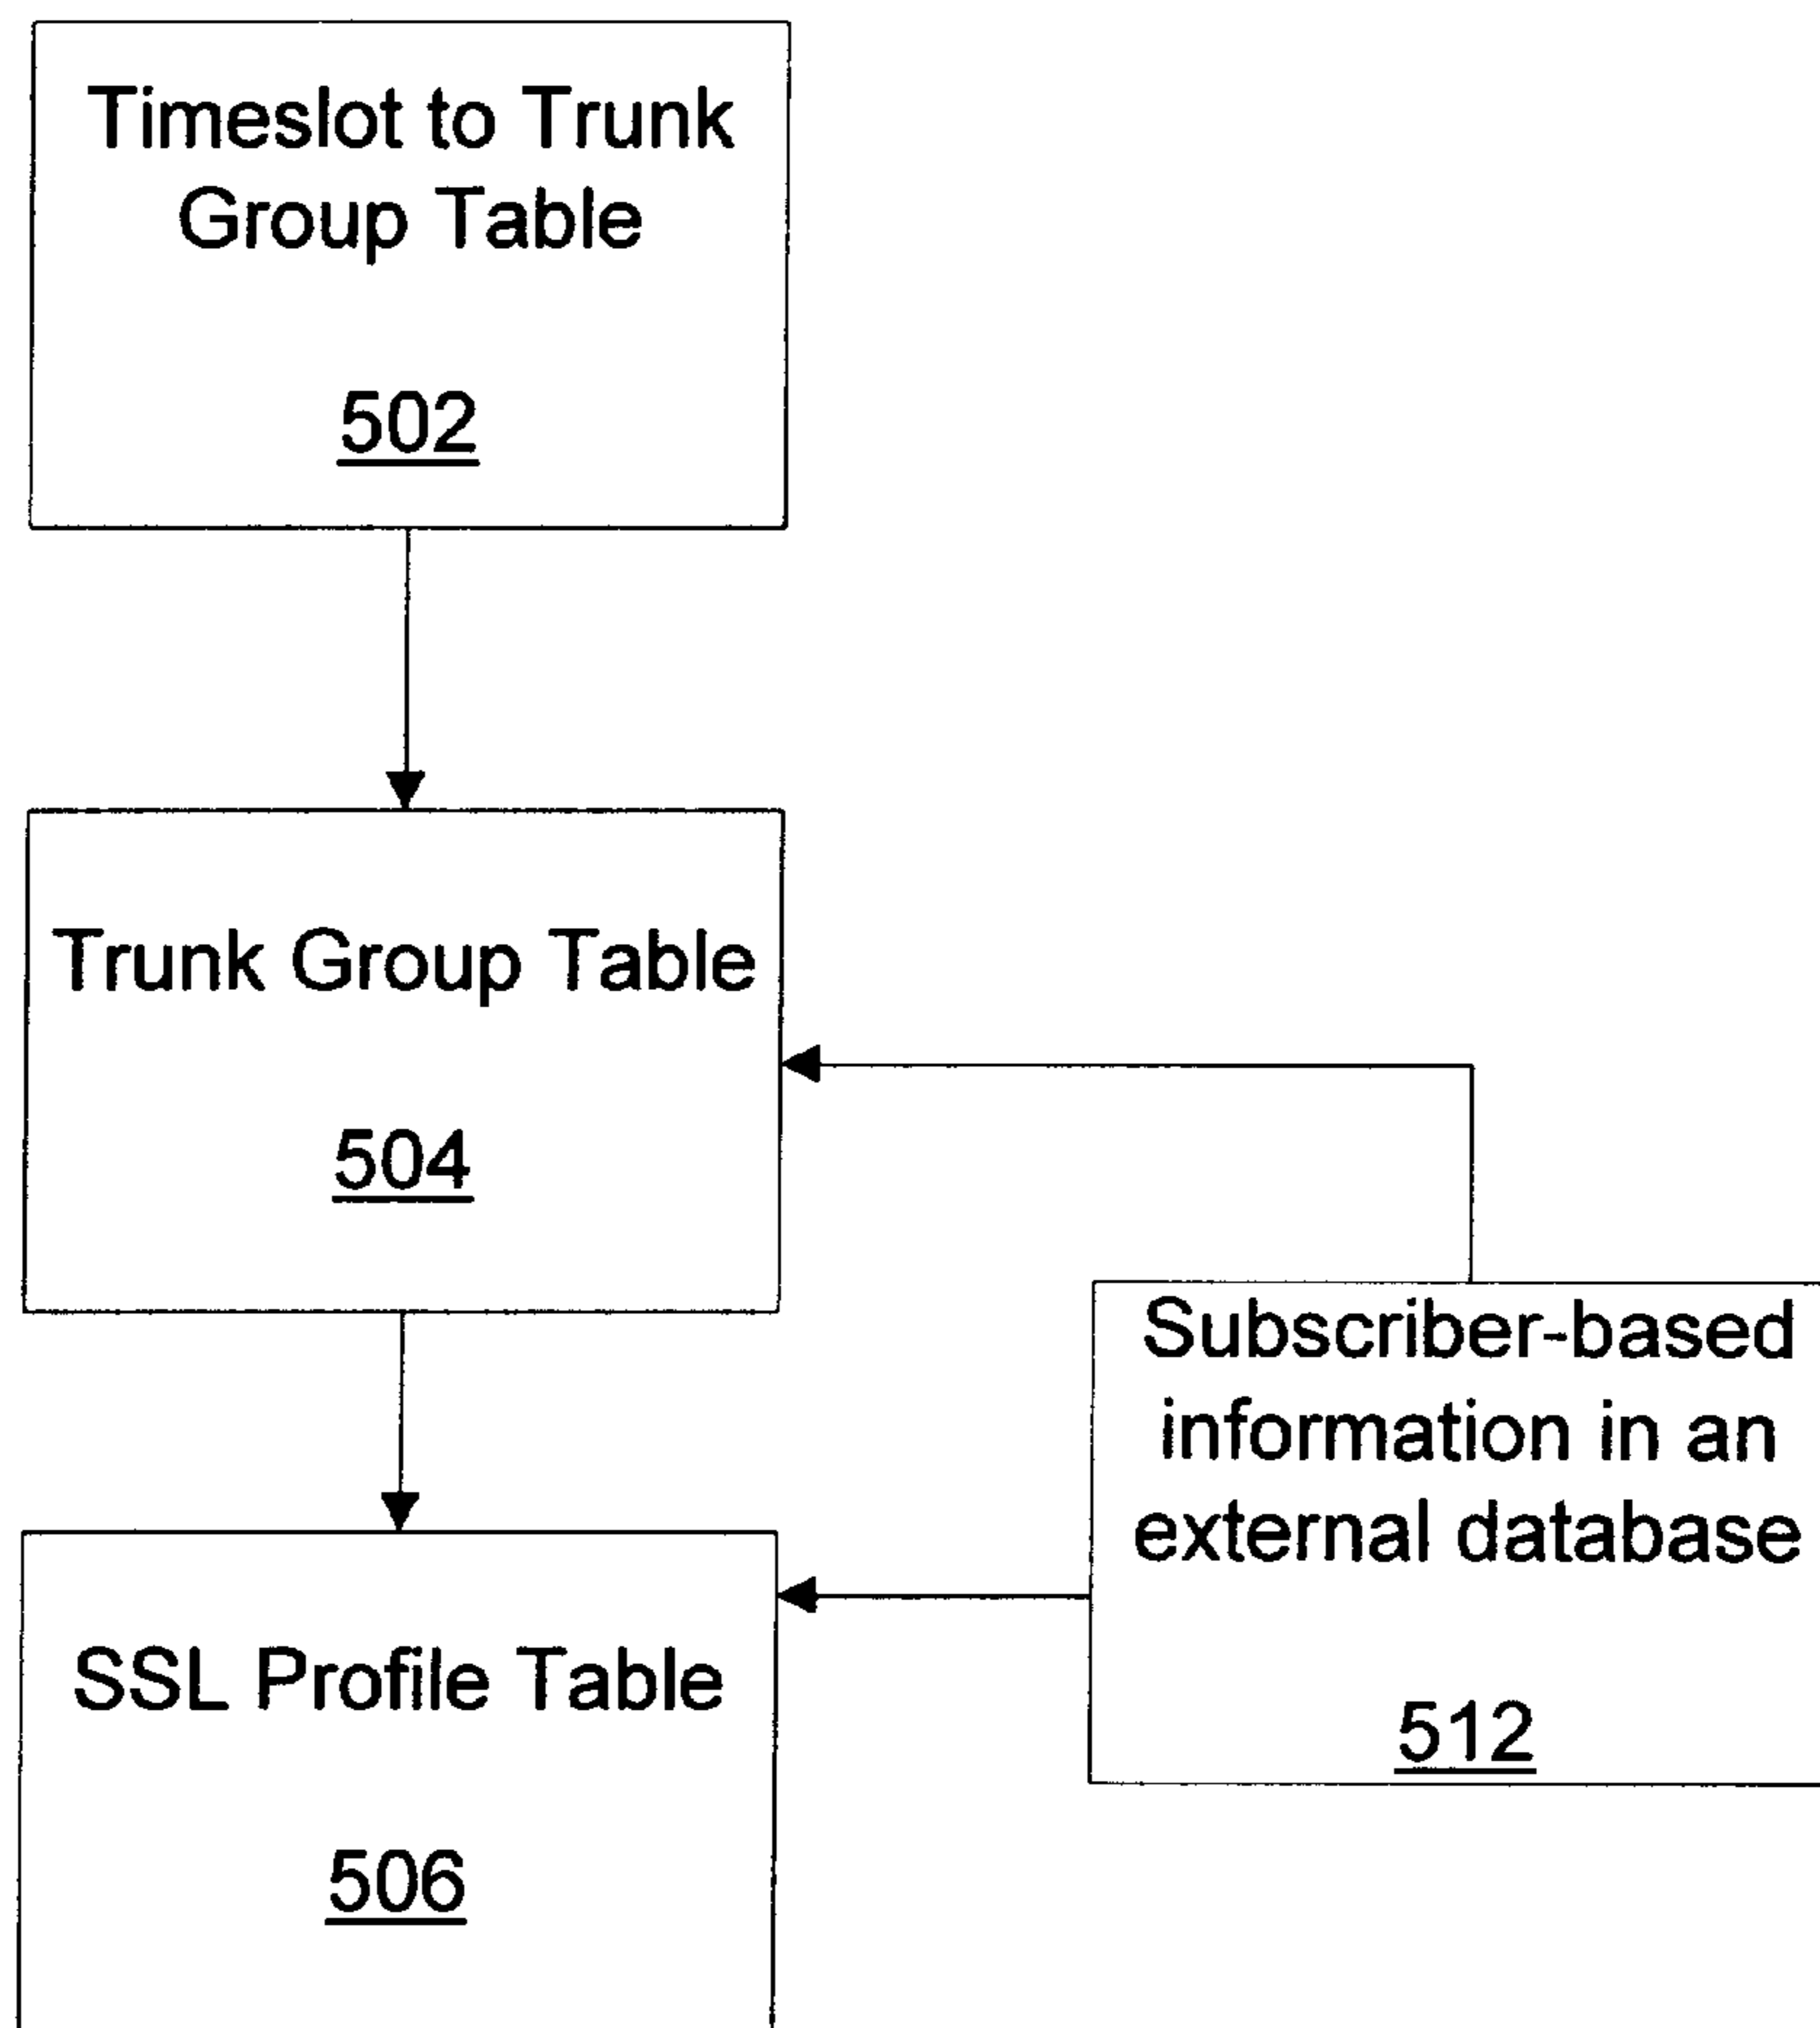 Timeslot to Trunk
Group Table
502
Trunk Group Table
504
Subscriber-based
information in an
external database
512
SSL Profile Table
506